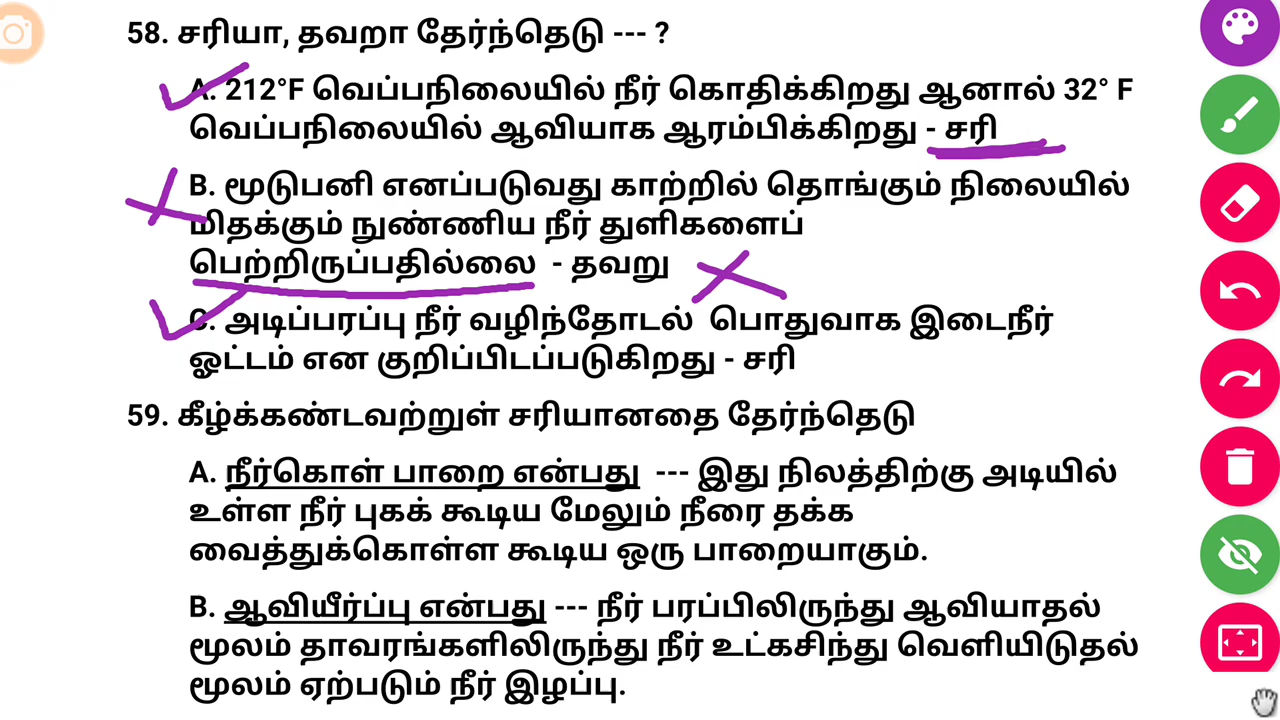 58. சரியா, தவறா தேர்ந்தெடு --- ?
A. 212°F வெப்பநிலையில் நீர் கொதிக்கிறது ஆனால் 32° F
வெப்பநிலையில் ஆவியாக ஆரம்பிக்கிறது - சரி
B. மூடுபனி எனப்படுவது காற்றில் தொங்கும் நிலையில்
மிதக்கும் நுண்ணிய நீர் துளிகளைப்
பெற்றிருப்பதில்லை - தவறு
C. அடிப்பரப்பு நீர் வழிந்தோடல் பொதுவாக இடைநீர்
ஓட்டம் என குறிப்பிடப்படுகிறது - சரி
59. கீழ்க்கண்டவற்றுள் சரியானதை தேர்ந்தெடு
A. நீர்கொள் பாறை என்பது --- இது நிலத்திற்கு அடியில்
உள்ள நீர் புகக் கூடிய மேலும் நீரை தக்க
வைத்துக்கொள்ள கூடிய ஒரு பாறையாகும்.
B. ஆவியீர்ப்பு என்பது --- நீர் பரப்பிலிருந்து ஆவியாதல்
மூலம் தாவரங்களிலிருந்து நீர் உட்கசிந்து வெளியிடுதல்
மூலம் ஏற்படும் நீர் இழப்பு.